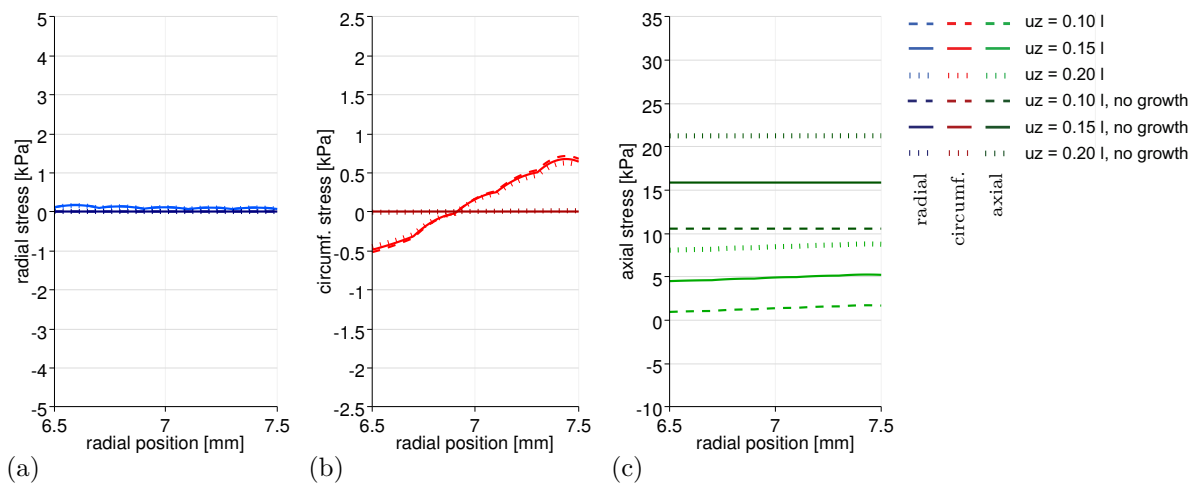 radial stress [kPa]
5
4
3
2
1
0
-1
-2
-3
-4
-5
6.5 7 7.5
radial position [mm]
(a)
circumf. stress [kPa]
2.5
2
1.5
1
0.5
0
-0.5
-1
-1.5
-2
-2.5
6.5 7 7.5
radial position [mm]
(b)
axial stress [kPa]
35
30
25
20
15
10
5
0
-5
-10
6.5 7 7.5
radial position [mm]
(c)
uz = 0.10 l
uz = 0.15 l
uz = 0.20 l
uz = 0.10 l, no growth
uz = 0.15 l, no growth
uz = 0.20 l, no growth
radial
circumf.
axial